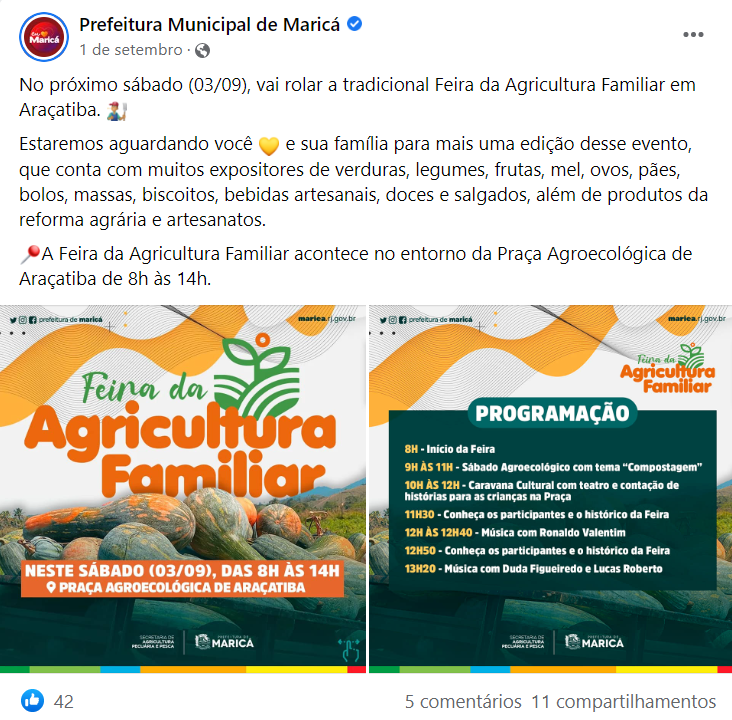 Prefeitura Municipal de Maricá
1 de setembro ·
No próximo sábado (03/09), vai rolar a tradicional Feira da Agricultura Familiar em
Araçatiba.
Estaremos aguardando você 💛 e sua família para mais uma edição desse evento,
que conta com muitos expositores de verduras, legumes, frutas, mel, ovos, pães,
bolos, massas, biscoitos, bebidas artesanais, doces e salgados, além de produtos da
reforma agrária e artesanatos.
📍A Feira da Agricultura Familiar acontece no entorno da Praça Agroecológica de
Araçatiba de 8h às 14h.
prefeitura de maricá
marica.rj.gov.br
Feira da
Agricultura
Familiar
NESTE SÁBADO (03/09), DAS 8H ÀS 14H
PRAÇA AGROECOLÓGICA DE ARAÇATIBA
SECRETARIA DE
AGRICULTURA
PECUÁRIA E PESCA
PREFEITURA DE
MARICÁ
prefeitura de maricá
marica.rj.gov.br
Feira da
Agricultura
Familiar
PROGRAMAÇÃO
8H - Início da Feira
9H ÀS 11H - Sábado Agroecológico com tema “Compostagem”
10H ÀS 12H - Caravana Cultural com teatro e contação de
histórias para as crianças na Praça
11H30 - Conheça os participantes e o histórico da Feira
12H ÀS 12H40 - Música com Ronaldo Valentim
12H50 - Conheça os participantes e o histórico da Feira
13H20 - Música com Duda Figueiredo e Lucas Roberto
SECRETARIA DE
AGRICULTURA
PECUÁRIA E PESCA
PREFEITURA DE
MARICÁ
42
5 comentários 11 compartilhamentos